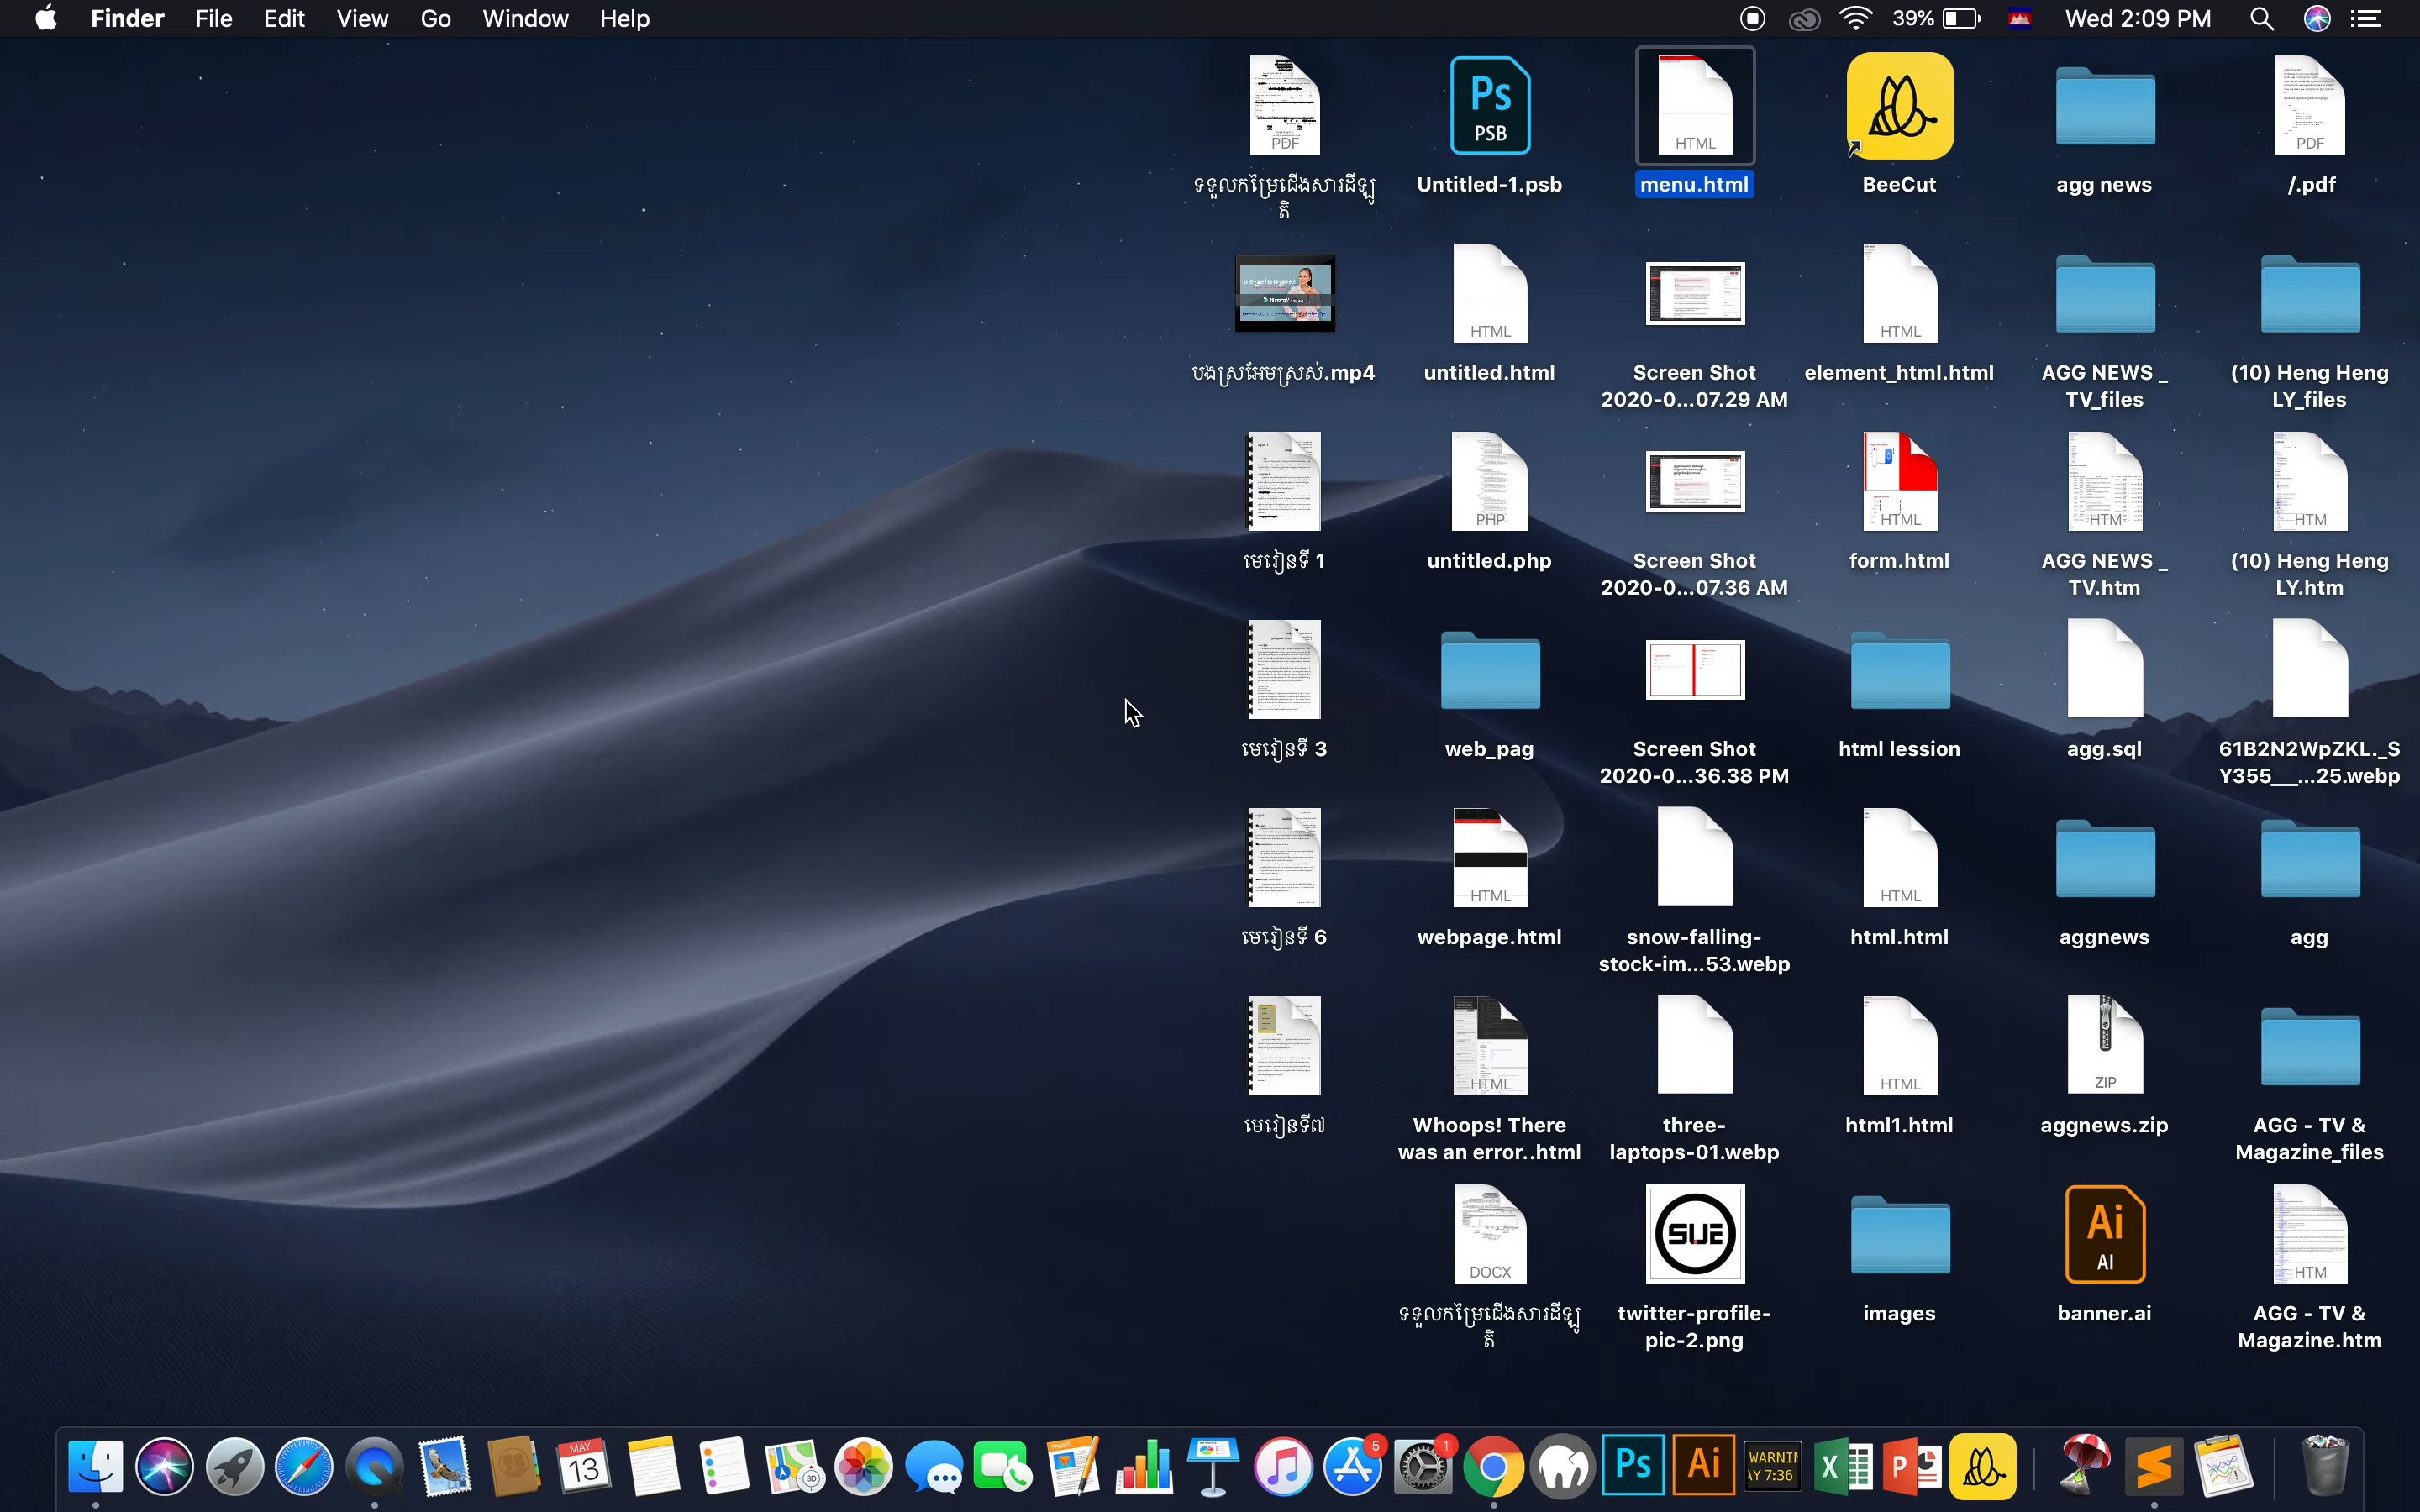 Finder File Edit View Go Window Help 39% Wed 2:09 PM
PDF Ps PSB HTML PDF
ទទួលកម្រៃជើងសារដីឡូតិ៍ Untitled-1.psb menu.html BeeCut agg news /.pdf
HTML HTML
បងស្រីអែមស្រស់.mp4 untitled.html Screen Shot 2020-0...07.29 AM element_html.html AGG NEWS _ TV_files (10) Heng Heng LY_files
PHP HTML HTM HTM
មេរៀនទី 1 untitled.php Screen Shot 2020-0...07.36 AM form.html AGG NEWS _ TV.htm (10) Heng Heng LY.htm
មេរៀនទី 3 web_pag Screen Shot 2020-0...36.38 PM html lession agg.sql 61B2N2WpZKL._SY355__...25.webp
HTML HTML
មេរៀនទី 6 webpage.html snow-falling-stock-im...53.webp html.html aggnews agg
HTML HTML ZIP
មេរៀនទី៧ Whoops! There was an error..html three-laptops-01.webp html1.html aggnews.zip AGG - TV & Magazine_files
DOCX SUE Ai AI HTM
ទទួលកម្រៃជើងសារដីឡូតិ៍ twitter-profile-pic-2.png images banner.ai AGG - TV & Magazine.htm
MAY 13 3D PAGES 5 1 Ps Ai WARNIN AY 7:36 X P